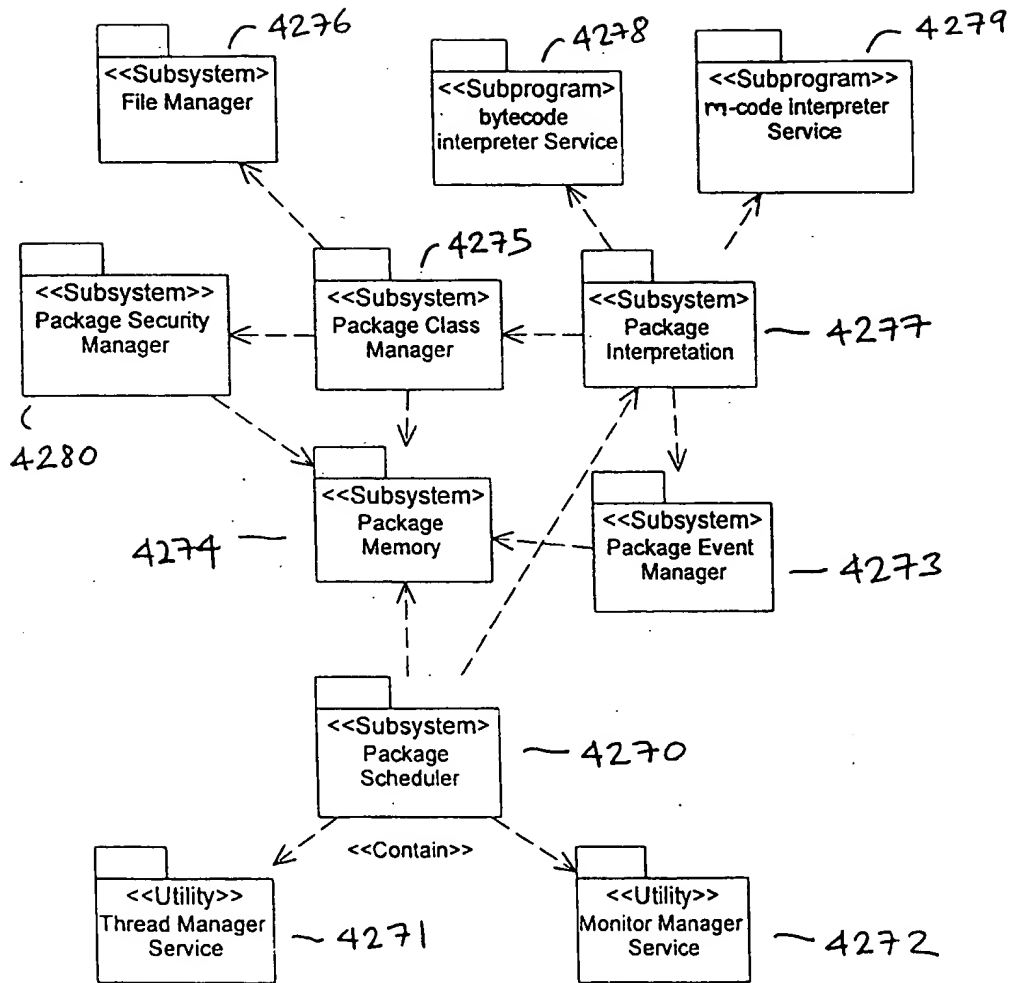 4276
<<Subsystem>
File Manager
4278
<<Subprogram>
bytecode
interpreter Service
4279
<<Subprogram>>
m-code interpreter
Service
<<Subsystem>>
Package Security
Manager
4280
4275
<<Subsystem>
Package Class
Manager
<<Subsystem>
Package
Interpretation
4277
<<Subsystem>
Package
Memory
4274
<<Subsystem>
Package Event
Manager
4273
<<Subsystem>
Package
Scheduler
4270
<<Contain>>
<<Utility>>
Thread Manager
Service
4271
<<Utility>>
Monitor Manager
Service
4272